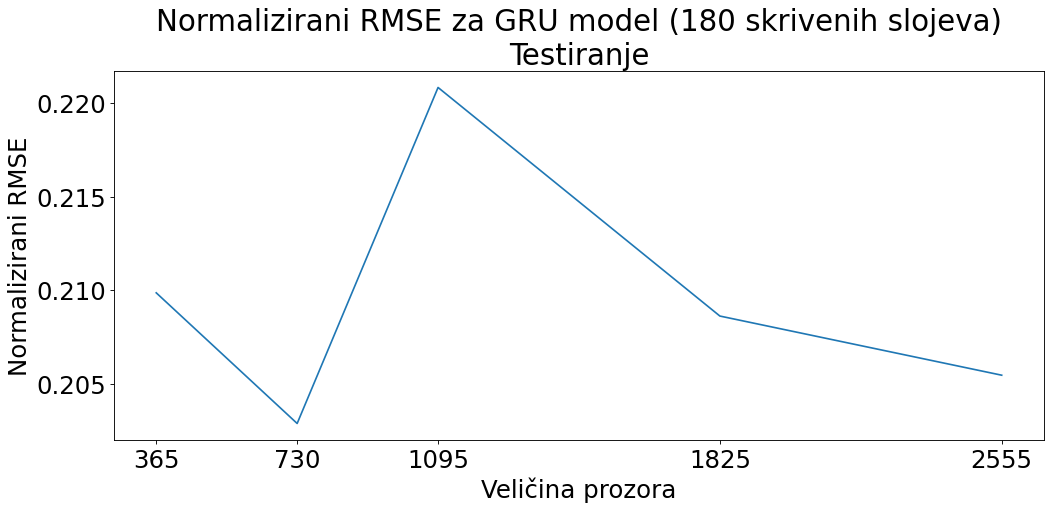 Normalizirani RMSE za GRU model (180 skrivenih slojeva)
Testiranje
Normalizirani RMSE
0.220
0.215
0.210
0.205
365 730 1095 1825 2555
Veličina prozora